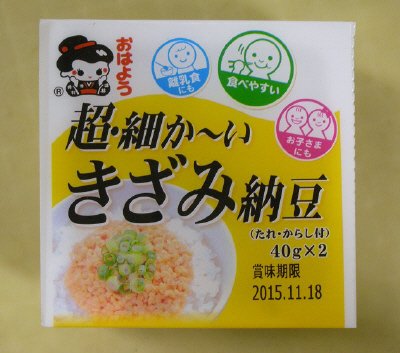 おはよう
®
離乳食
にも
食べやすい
お子さま
にも
超・細か〜い
きざみ納豆
(たれ・からし付)
40g×2
賞味期限
2015.11.18